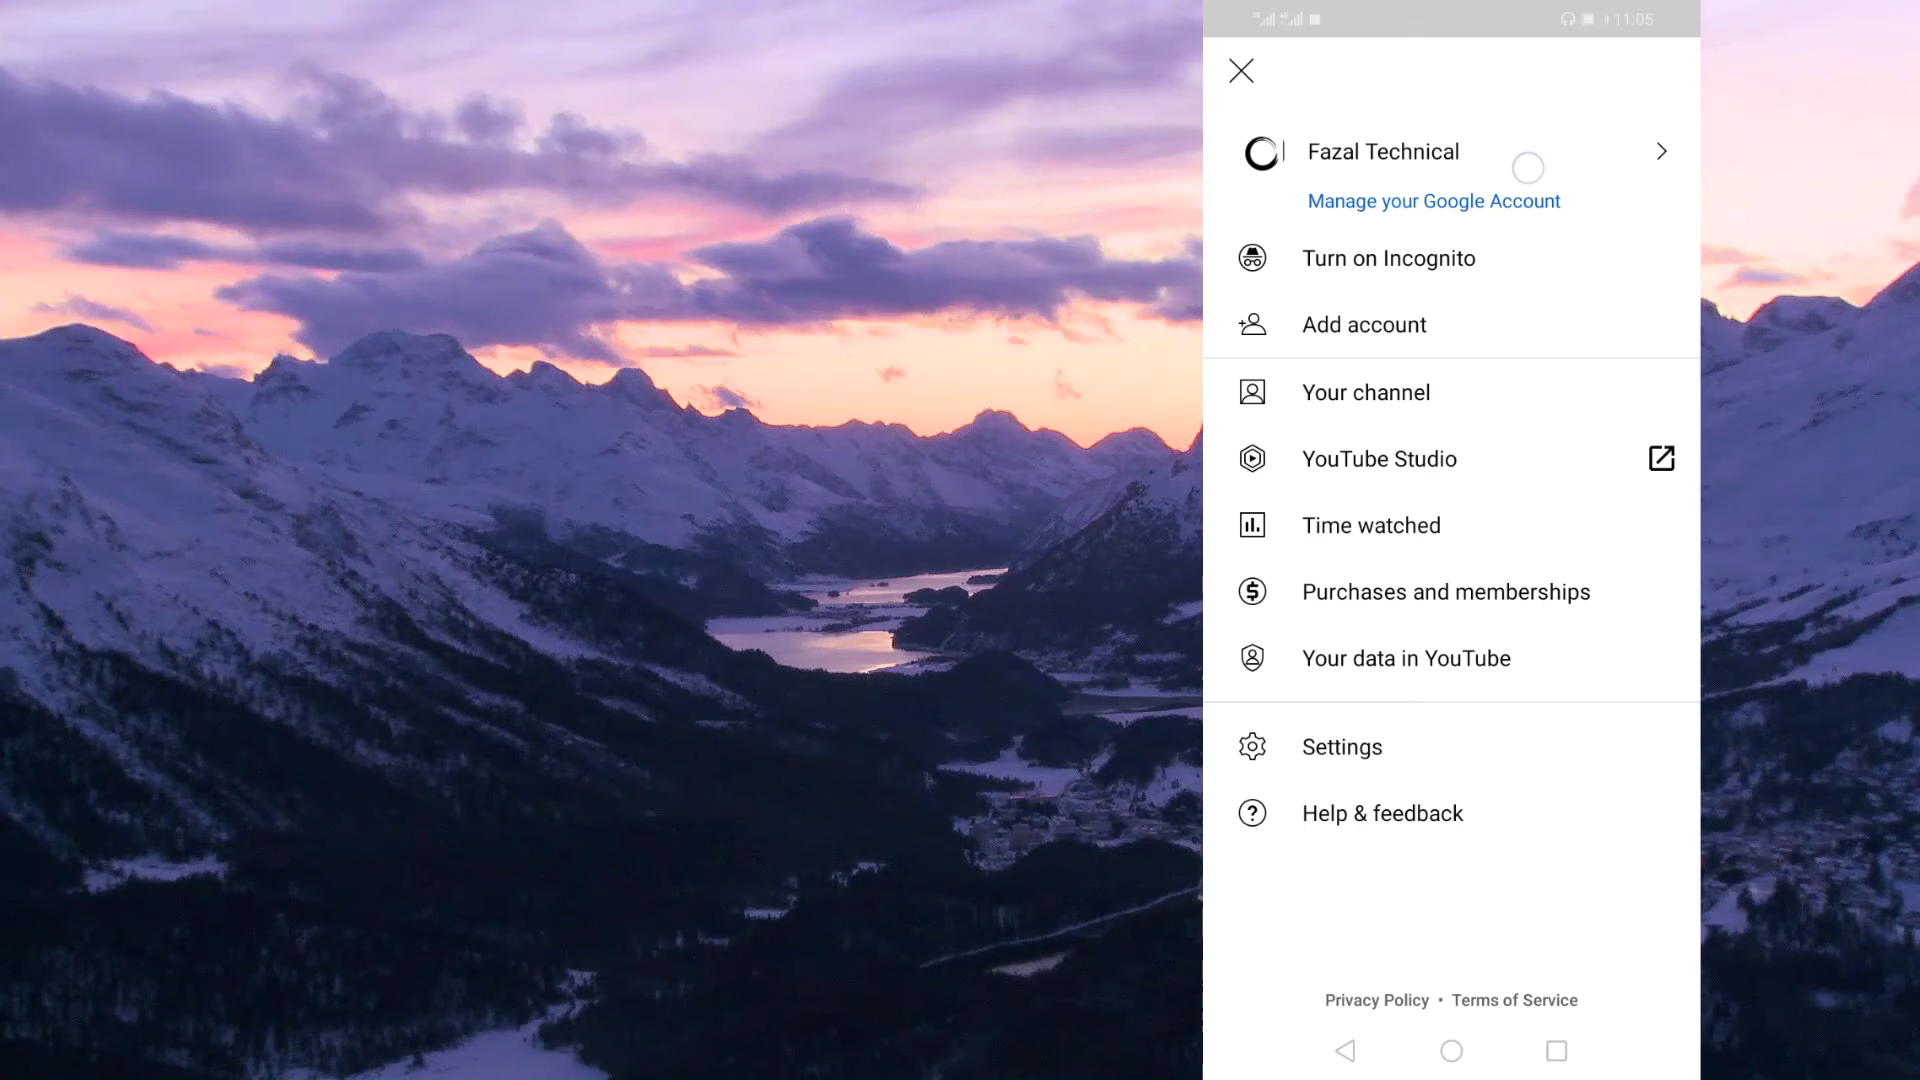 11:05
Fazal Technical
Manage your Google Account
Turn on Incognito
Add account
Your channel
YouTube Studio
Time watched
Purchases and memberships
Your data in YouTube
Settings
Help & feedback
Privacy Policy • Terms of Service